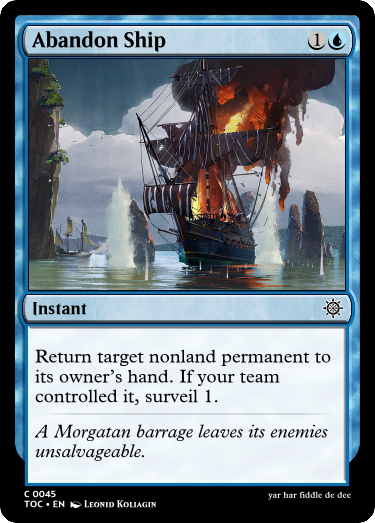 Abandon Ship 1
Instant
Return target nonland permanent to
its owner's hand. If your team
controlled it, surveil 1.
A Morgatan barrage leaves its enemies
unsalvageable.
C 0045
TOC • EN Leonid Koliagin
yar har fiddle de dee